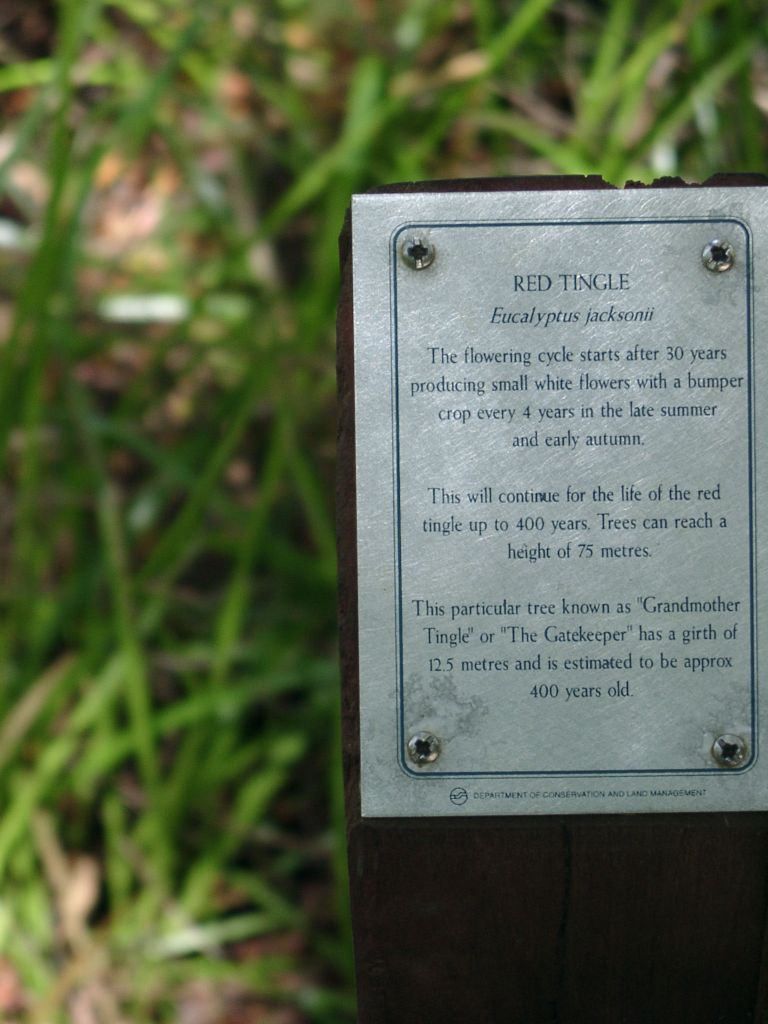 RED TINGLE
Eucalyptus jacksonii
The flowering cycle starts after 30 years
producing small white flowers with a bumper
crop every 4 years in the late summer
and early autumn.
This will continue for the life of the red
tingle up to 400 years. Trees can reach a
height of 75 metres.
This particular tree known as "Grandmother
Tingle" or "The Gatekeeper" has a girth of
12.5 metres and is estimated to be approx
400 years old.
DEPARTMENT OF CONSERVATION AND LAND MANAGEMENT